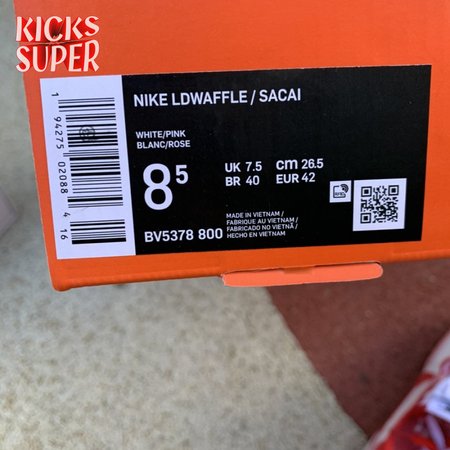 KICKS
SUPER
NIKE LDWAFFLE / SACAI
WHITE/PINK
BLANC/ROSE
8⁵
UK 7.5 cm 26.5
BR 40 EUR 42
BV5378 800
MADE IN VIETNAM /
FABRIQUE AU VIETNAM /
FABRICADO NO VIETNÃ /
HECHO EN VIETNAM
1 94275 02088 4 16